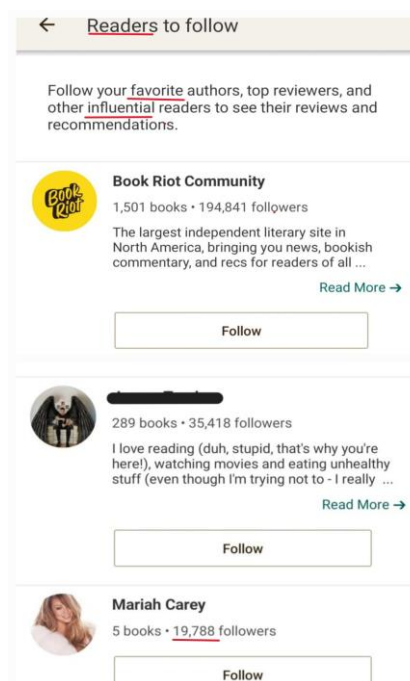 ← Readers to follow
Follow your favorite authors, top reviewers, and
other influential readers to see their reviews and
recommendations.
Book Riot Community
BOOK
RiOT
1,501 books • 194,841 followers
The largest independent literary site in
North America, bringing you news, bookish
commentary, and recs for readers of all ...
Read More →
Follow
289 books • 35,418 followers
I love reading (duh, stupid, that's why you're
here!), watching movies and eating unhealthy
stuff (even though I'm trying not to - I really ...
Read More →
Follow
Mariah Carey
5 books • 19,788 followers
Follow